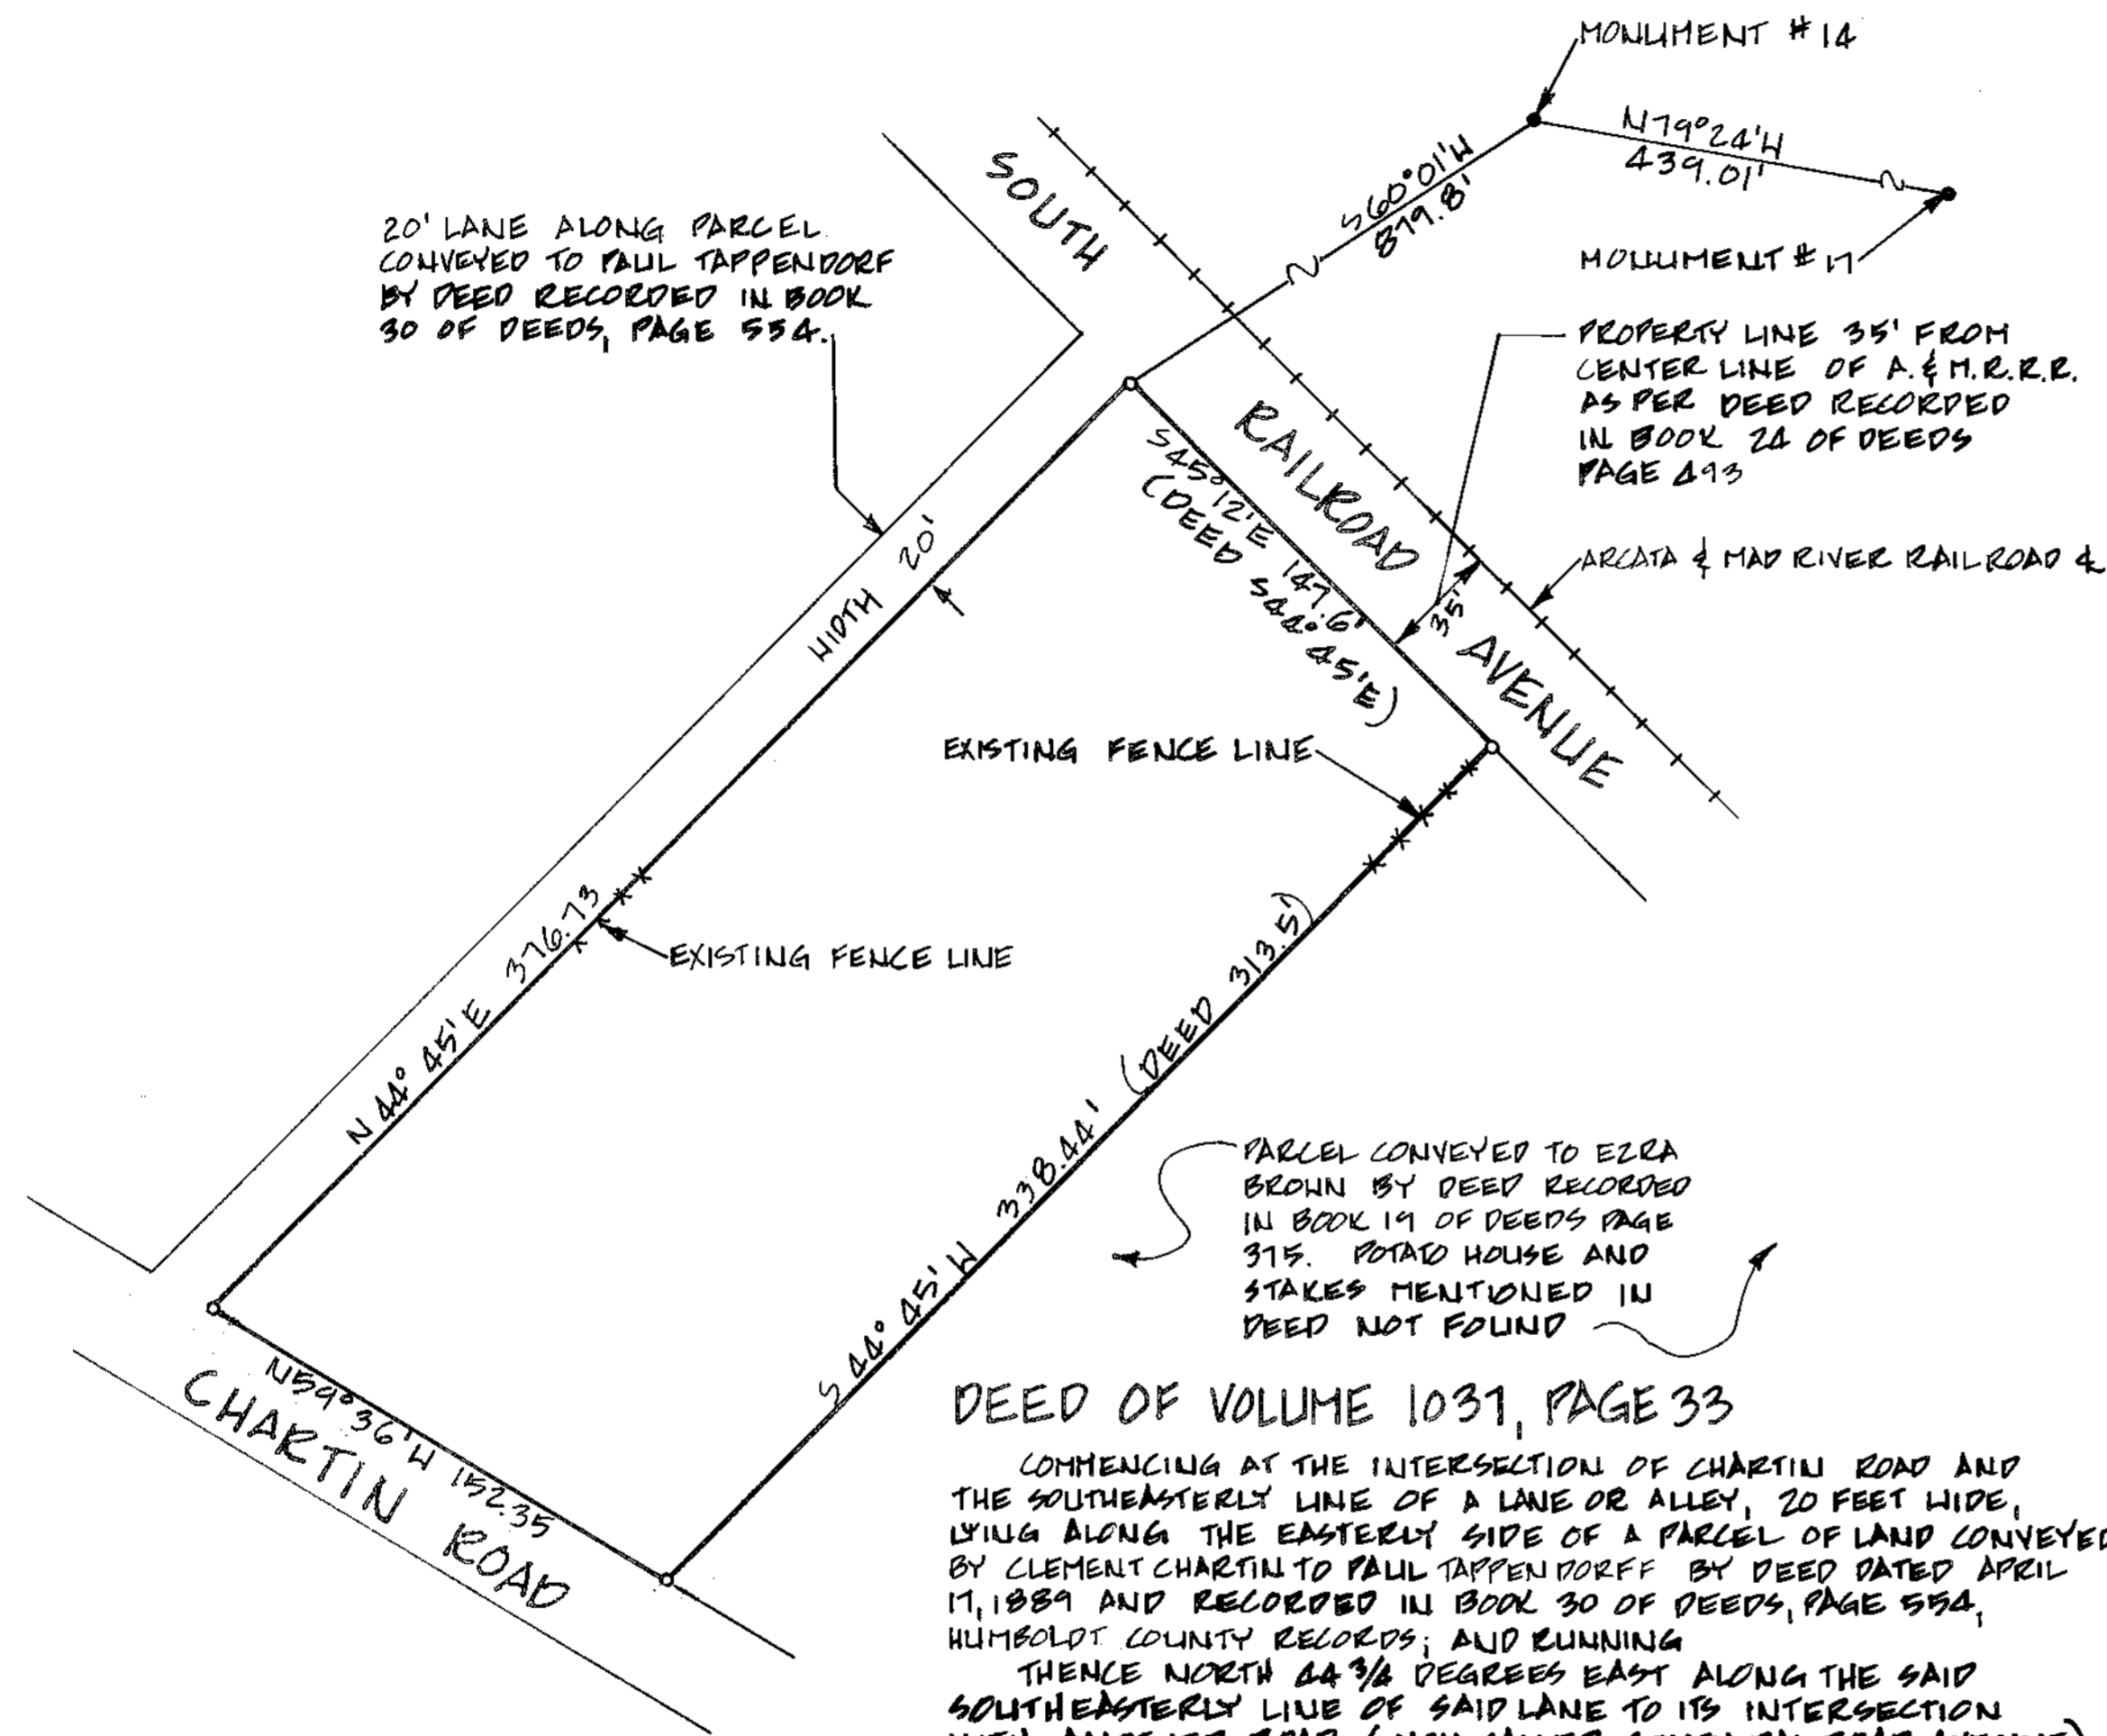 MONUMENT #14
N79°24'W
439.01'
S60°01'W
879.8'
MONUMENT #17
20' LANE ALONG PARCEL
CONVEYED TO PAUL TAPPENDORF
BY DEED RECORDED IN BOOK
30 OF DEEDS, PAGE 554.
SOUTH
RAILROAD
AVENUE
PROPERTY LINE 35' FROM
CENTER LINE OF A. & M. R.R.R.
AS PER DEED RECORDED
IN BOOK 24 OF DEEDS
PAGE 493
ARCATA & MAD RIVER RAILROAD ℄
S45°12'E 147.6'
(DEED S44°45'E)
35'
WIDTH 20'
EXISTING FENCE LINE
EXISTING FENCE LINE
N 44° 45' E 376.73
S 44° 45' W 338.44' (DEED 313.5')
PARCEL CONVEYED TO EZRA
BROWN BY DEED RECORDED
IN BOOK 19 OF DEEDS PAGE
375. POTATO HOUSE AND
STAKES MENTIONED IN
DEED NOT FOUND
N59°36'W 152.35
CHARTIN ROAD
DEED OF VOLUME 1037, PAGE 33
COMMENCING AT THE INTERSECTION OF CHARTIN ROAD AND
THE SOUTHEASTERLY LINE OF A LANE OR ALLEY, 20 FEET WIDE,
LYING ALONG THE EASTERLY SIDE OF A PARCEL OF LAND CONVEYED
BY CLEMENT CHARTIN TO PAUL TAPPENDORFF BY DEED DATED APRIL
17, 1889 AND RECORDED IN BOOK 30 OF DEEDS, PAGE 554,
HUMBOLDT COUNTY RECORDS; AND RUNNING
THENCE NORTH 44 3/4 DEGREES EAST ALONG THE SAID
SOUTHEASTERLY LINE OF SAID LANE TO ITS INTERSECTION